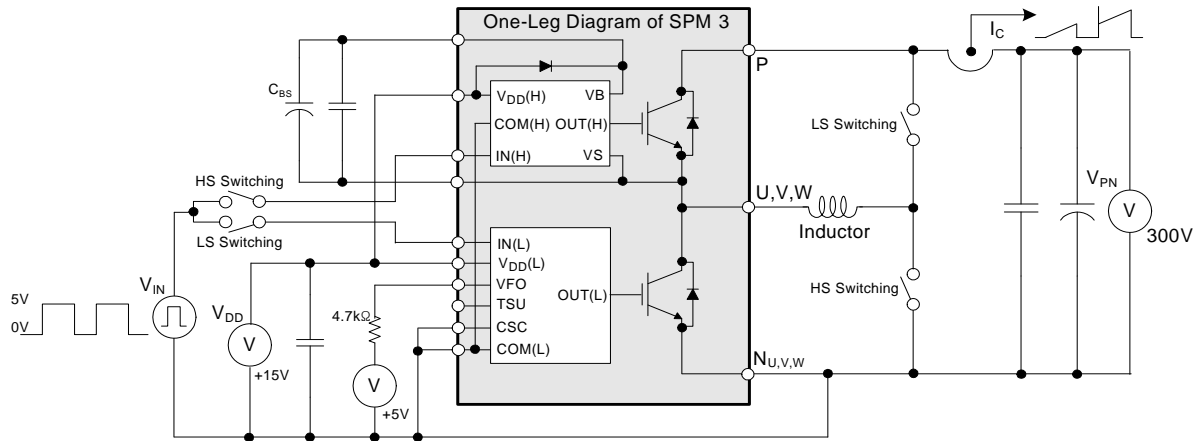 One-Leg Diagram of SPM 3
I_C
P
C_BS
V_DD(H)
VB
COM(H)
OUT(H)
IN(H)
VS
LS Switching
HS Switching
LS Switching
U,V,W
Inductor
V_PN
V
300V
IN(L)
V_DD(L)
VFO
TSU
CSC
COM(L)
OUT(L)
HS Switching
V_IN
5V
0V
V_DD
V
+15V
4.7kΩ
V
+5V
N_U,V,W